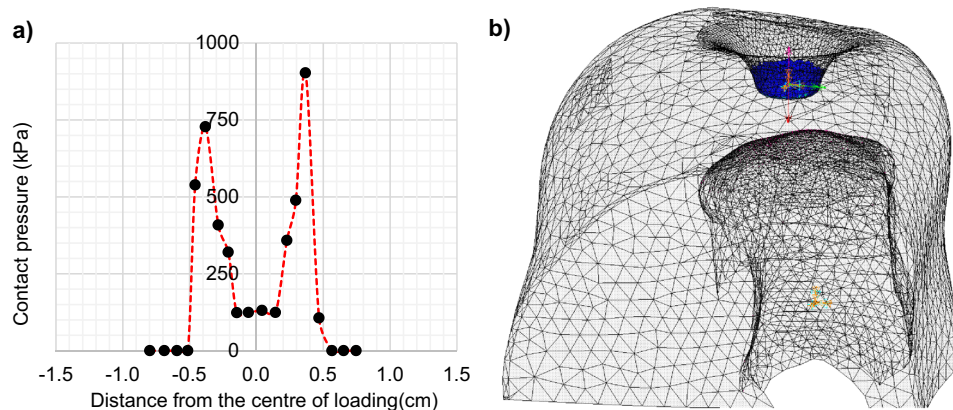 a)
Contact pressure (kPa)
1000
750
500
250
0
-1.5 -1.0 -0.5 0.0 0.5 1.0 1.5
Distance from the centre of loading(cm)
b)